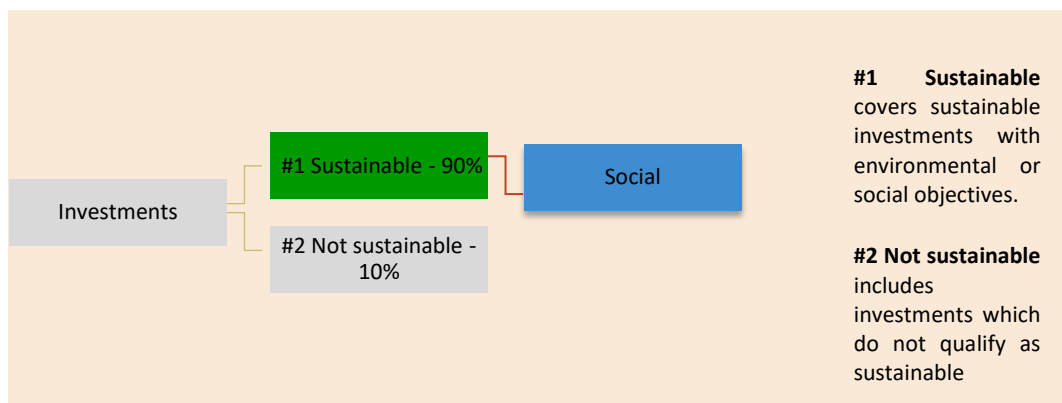 Investments
#1 Sustainable - 90%
#2 Not sustainable -
10%
Social
#1 Sustainable
covers sustainable
investments with
environmental or
social objectives.
#2 Not sustainable
includes
investments which
do not qualify as
sustainable